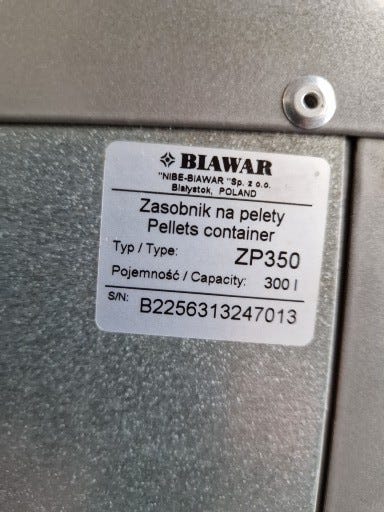 BIAWAR
"NIBE-BIAWAR "Sp. z o.o.
Białystok, POLAND
Zasobnik na pelety
Pellets container
Typ / Type: ZP350
Pojemność / Capacity: 300 l
S/N: B2256313247013